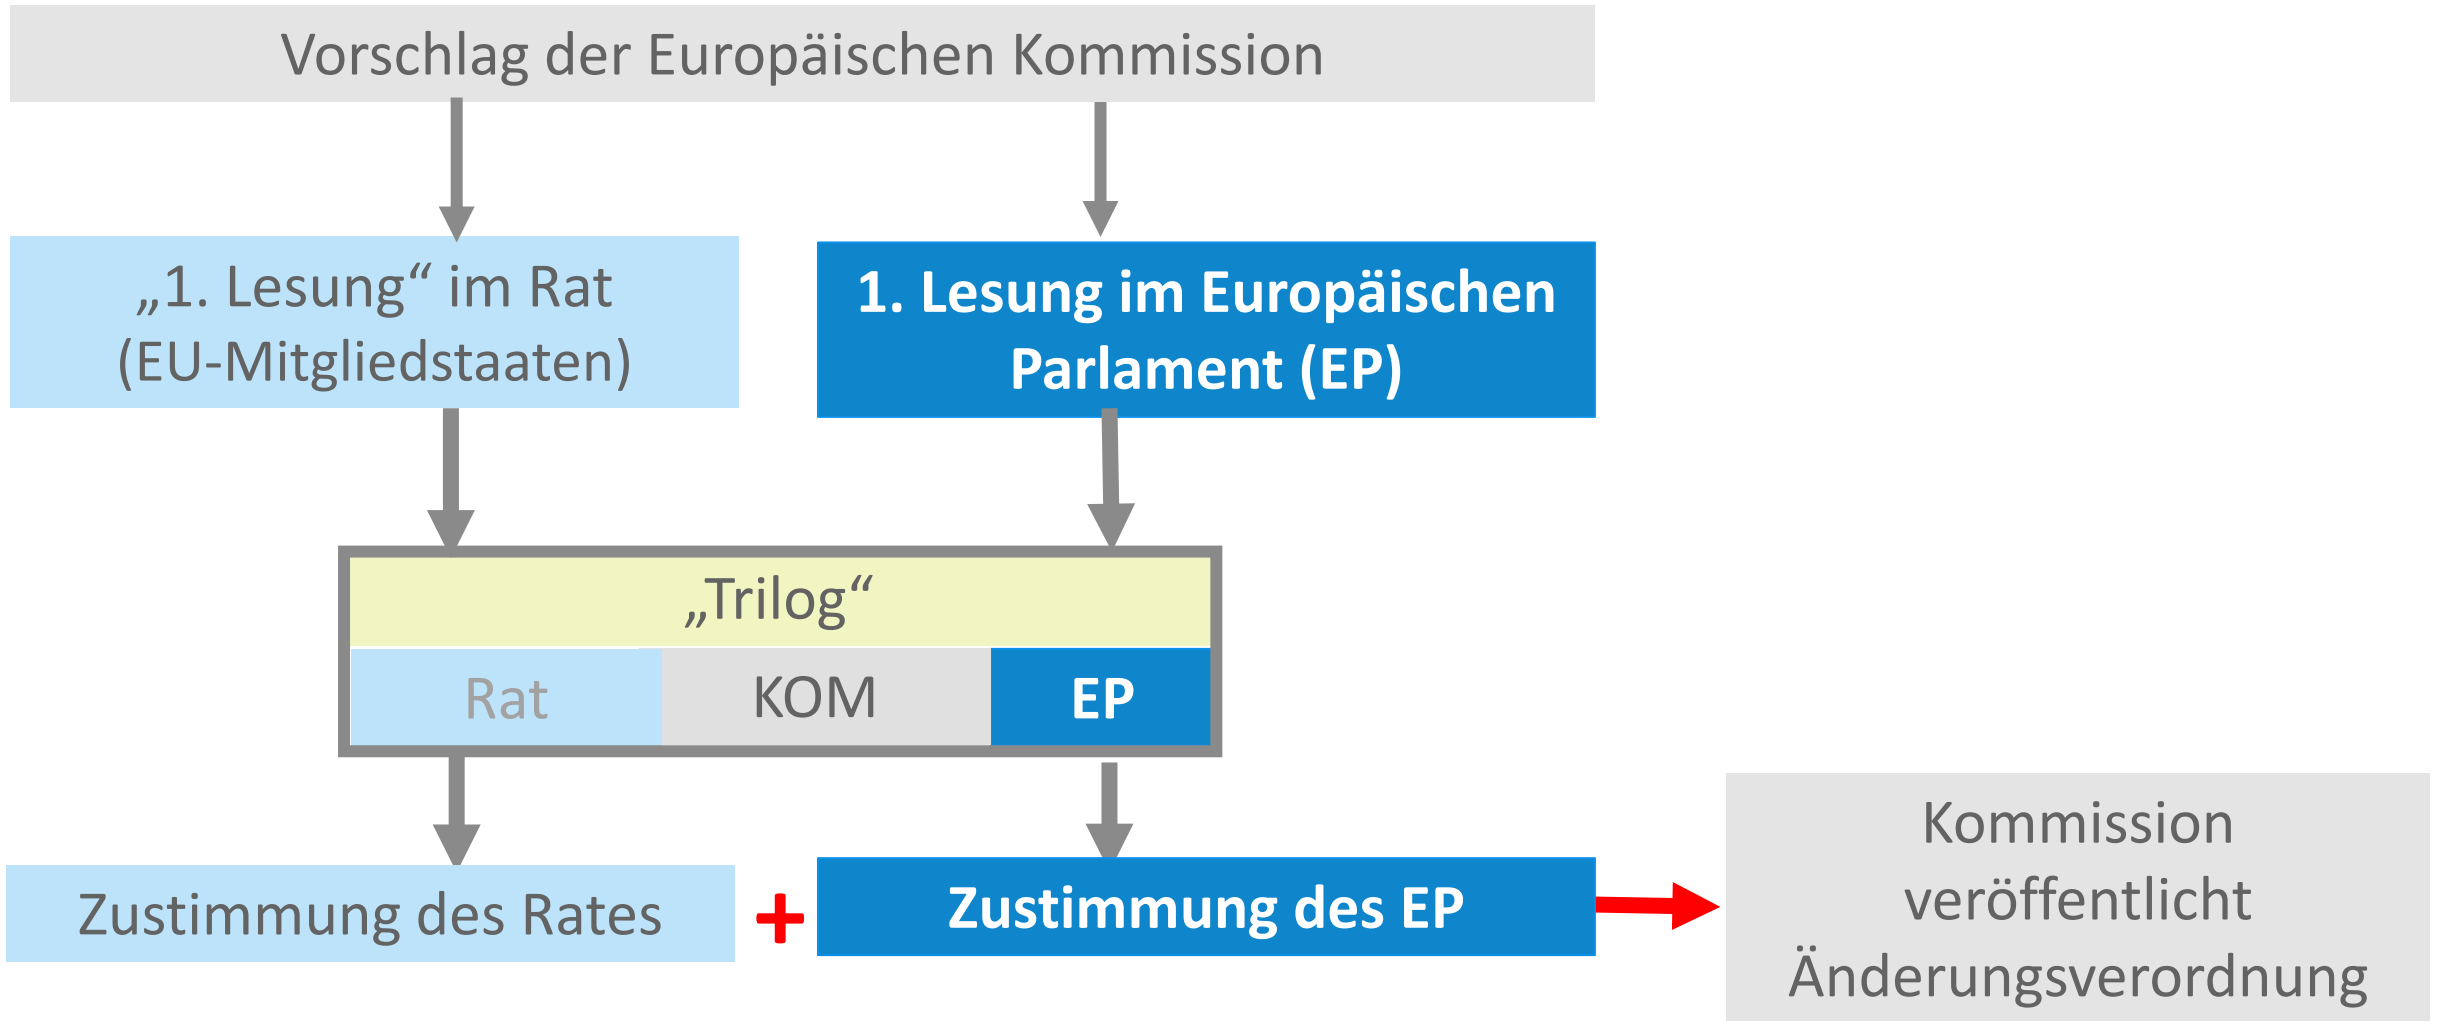 Vorschlag der Europäischen Kommission
„1. Lesung“ im Rat
(EU-Mitgliedstaaten)
1. Lesung im Europäischen
Parlament (EP)
„Trilog“
Rat
KOM
EP
Zustimmung des Rates
+
Zustimmung des EP
Kommission
veröffentlicht
Änderungsverordnung